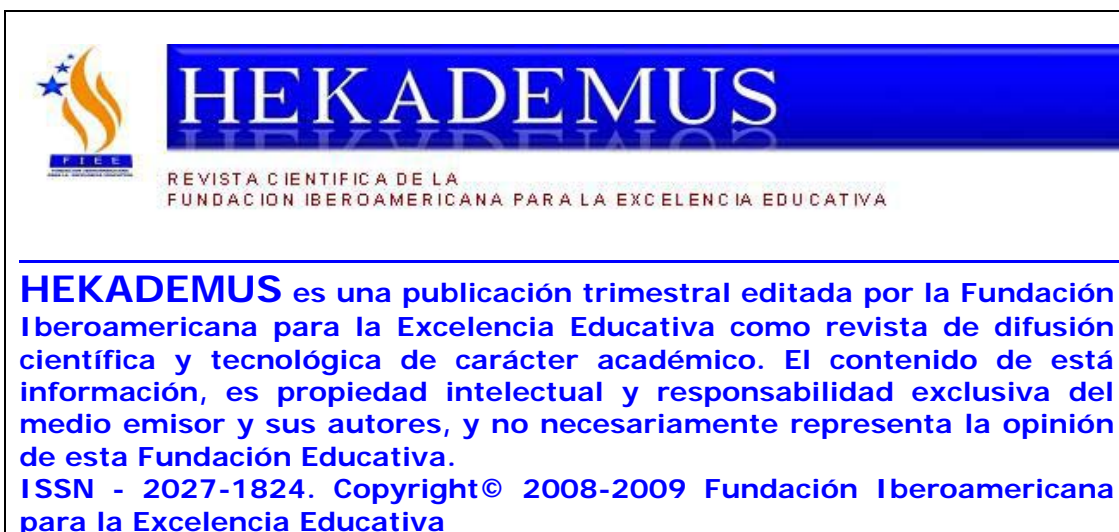 HEKADEMUS
F I E E
REVISTA CIENTIFICA DE LA
FUNDACION IBEROAMERICANA PARA LA EXCELENCIA EDUCATIVA
HEKADEMUS es una publicación trimestral editada por la Fundación
Iberoamericana para la Excelencia Educativa como revista de difusión
científica y tecnológica de carácter académico. El contenido de está
información, es propiedad intelectual y responsabilidad exclusiva del
medio emisor y sus autores, y no necesariamente representa la opinión
de esta Fundación Educativa.
ISSN - 2027-1824. Copyright© 2008-2009 Fundación Iberoamericana
para la Excelencia Educativa